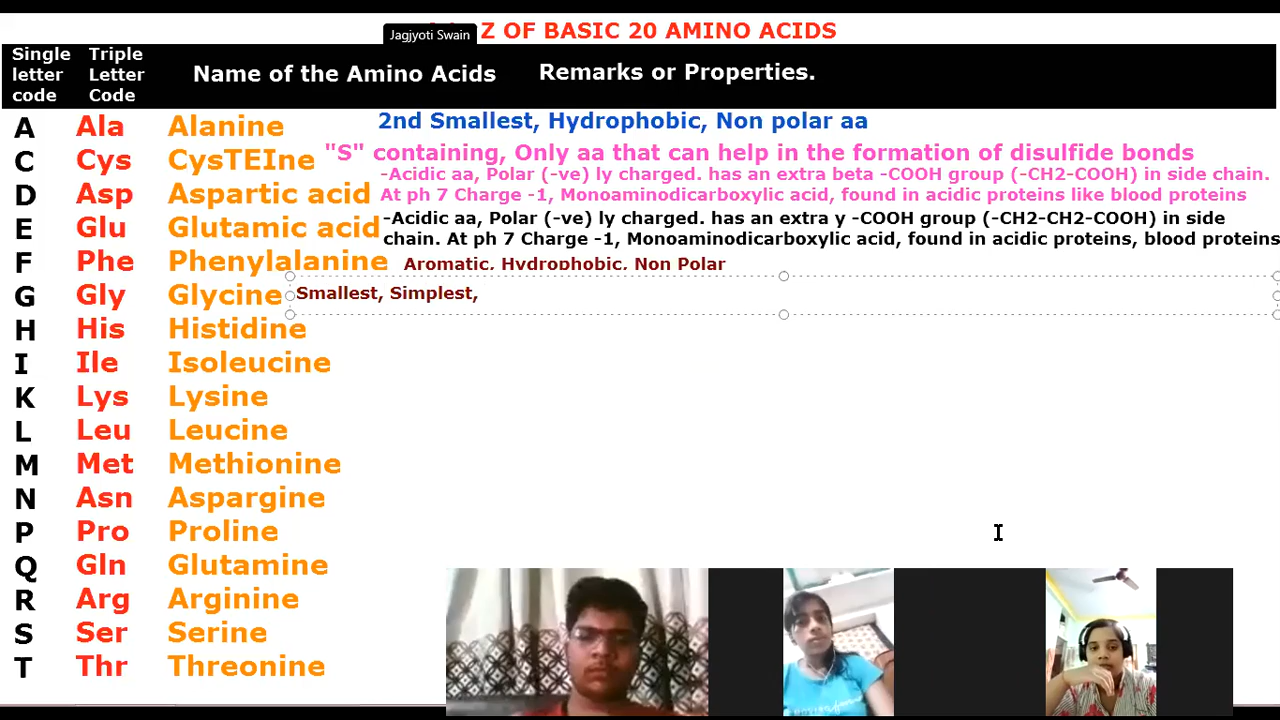 Z OF BASIC 20 AMINO ACIDS
Jagjyoti Swain
Single letter code
Triple Letter Code
Name of the Amino Acids
Remarks or Properties.
A Ala Alanine 2nd Smallest, Hydrophobic, Non polar aa
C Cys CysTEIne "S" containing, Only aa that can help in the formation of disulfide bonds
D Asp Aspartic acid -Acidic aa, Polar (-ve) ly charged. has an extra beta -COOH group (-CH2-COOH) in side chain.
At ph 7 Charge -1, Monoaminodicarboxylic acid, found in acidic proteins like blood proteins
E Glu Glutamic acid -Acidic aa, Polar (-ve) ly charged. has an extra y -COOH group (-CH2-CH2-COOH) in side
chain. At ph 7 Charge -1, Monoaminodicarboxylic acid, found in acidic proteins, blood proteins
F Phe Phenylalanine Aromatic, Hydrophobic, Non Polar
G Gly Glycine Smallest, Simplest,
H His Histidine
I Ile Isoleucine
K Lys Lysine
L Leu Leucine
M Met Methionine
N Asn Aspargine
P Pro Proline
Q Gln Glutamine
R Arg Arginine
S Ser Serine
T Thr Threonine